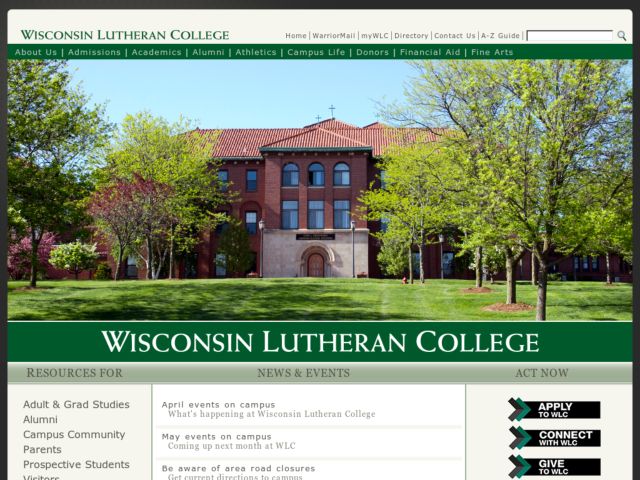 WISCONSIN LUTHERAN COLLEGE
Home | WarriorMail | myWLC | Directory | Contact Us | A-Z Guide |
About Us | Admissions | Academics | Alumni | Athletics | Campus Life | Donors | Financial Aid | Fine Arts
WISCONSIN LUTHERAN COLLEGE
RESOURCES FOR
NEWS & EVENTS
ACT NOW
Adult & Grad Studies
Alumni
Campus Community
Parents
Prospective Students
Visitors
April events on campus
What's happening at Wisconsin Lutheran College
May events on campus
Coming up next month at WLC
Be aware of area road closures
Get current directions to campus
APPLY
TO WLC
CONNECT
WITH WLC
GIVE
TO WLC